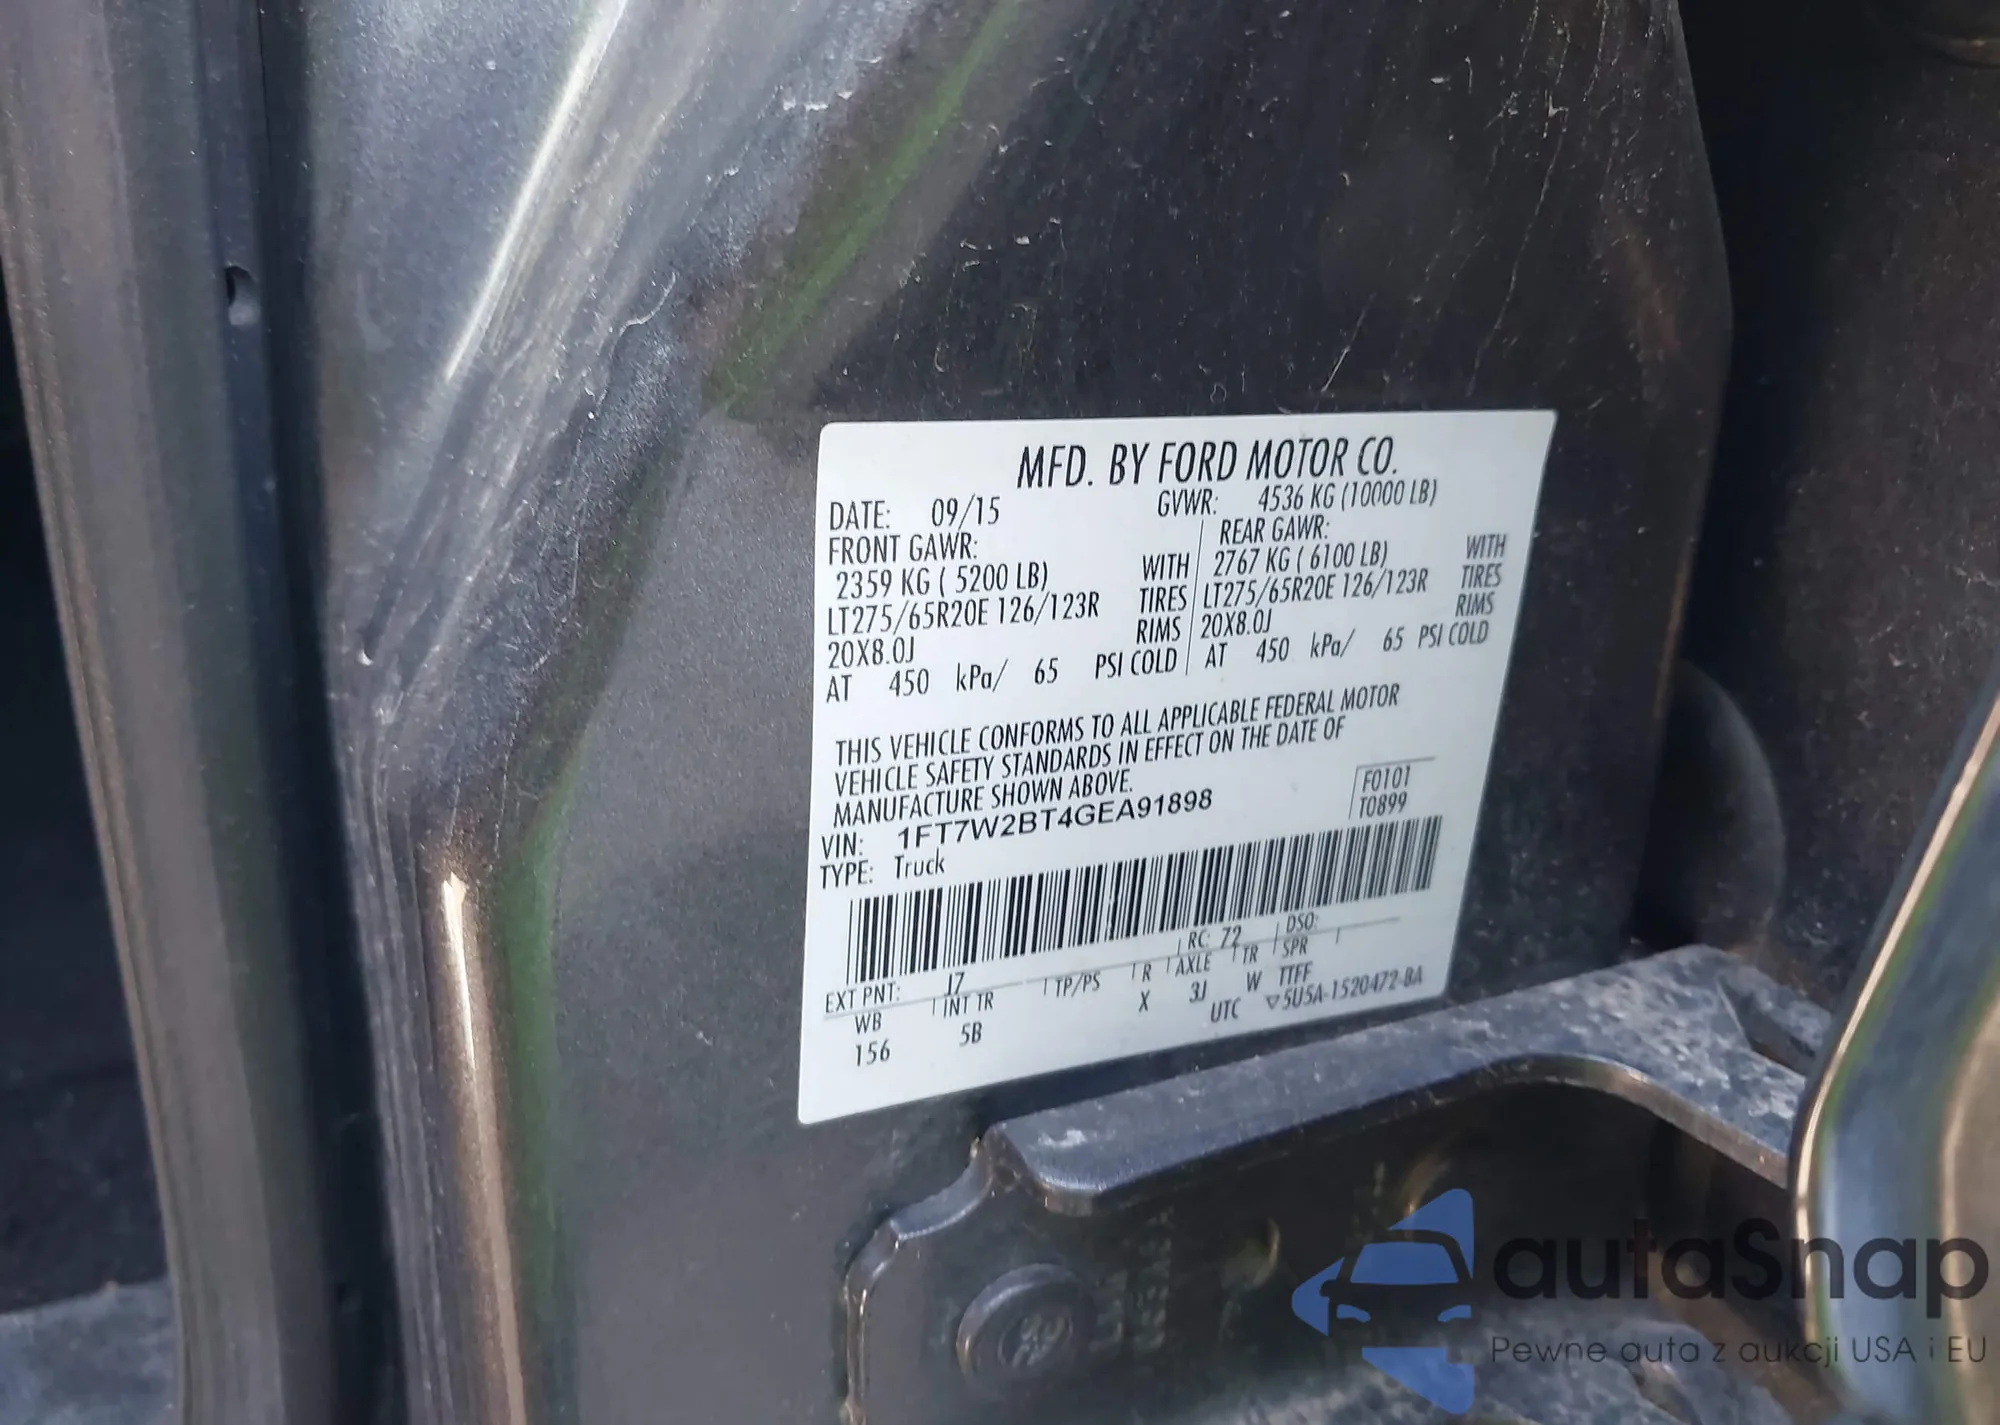 MFD. BY FORD MOTOR CO.
DATE: 09/15 GVWR: 4536 KG (10000 LB)
FRONT GAWR: REAR GAWR:
2359 KG ( 5200 LB) WITH 2767 KG ( 6100 LB) WITH
LT275/65R20E 126/123R TIRES LT275/65R20E 126/123R TIRES
20X8.0J RIMS 20X8.0J RIMS
AT 450 kPa/ 65 PSI COLD AT 450 kPa/ 65 PSI COLD
THIS VEHICLE CONFORMS TO ALL APPLICABLE FEDERAL MOTOR
VEHICLE SAFETY STANDARDS IN EFFECT ON THE DATE OF
MANUFACTURE SHOWN ABOVE.
F0101
VIN: 1FT7W2BT4GEA91898 T0899
TYPE: Truck
EXT PNT: J7 RC: 72 DSO:
WB INT TR TP/PS R AXLE TR SPR
156 5B X 3J W TTFF
UTC ▽5U5A-1520472-BA
autaSnap
Pewne auta z aukcji USA i EU